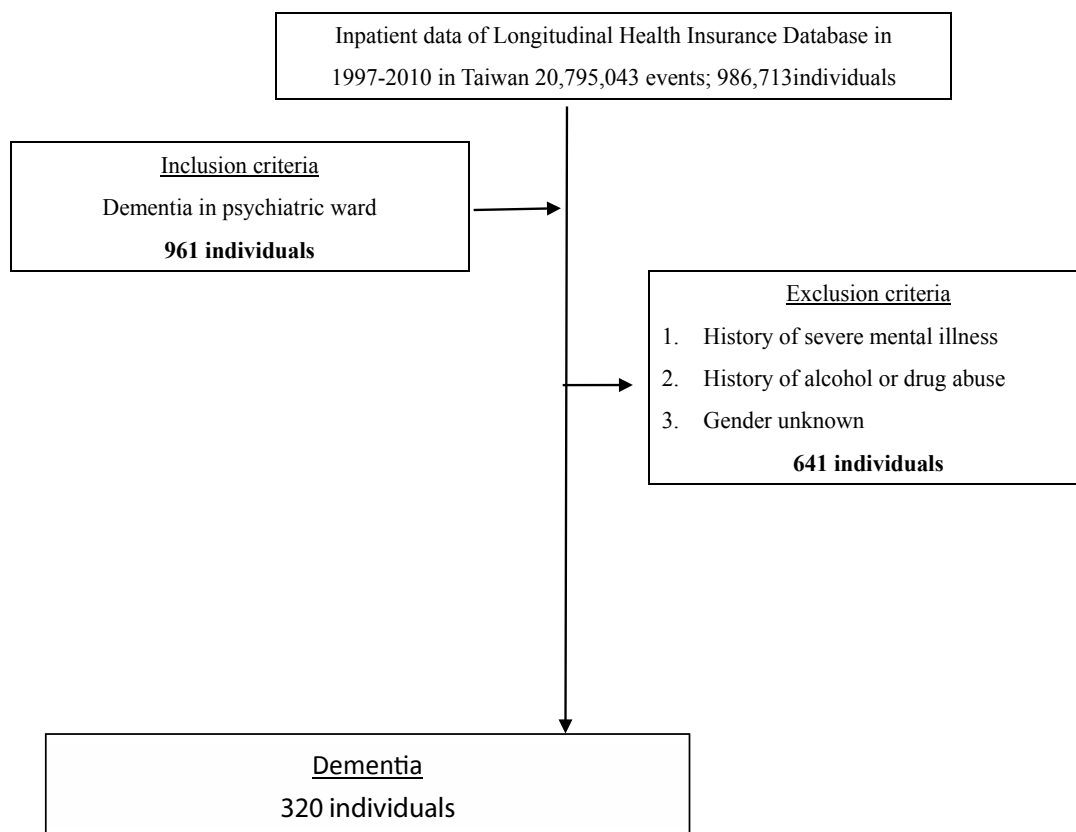 Inpatient data of Longitudinal Health Insurance Database in
1997-2010 in Taiwan 20,795,043 events; 986,713individuals
Inclusion criteria
Dementia in psychiatric ward
961 individuals
Exclusion criteria
1. History of severe mental illness
2. History of alcohol or drug abuse
3. Gender unknown
641 individuals
Dementia
320 individuals